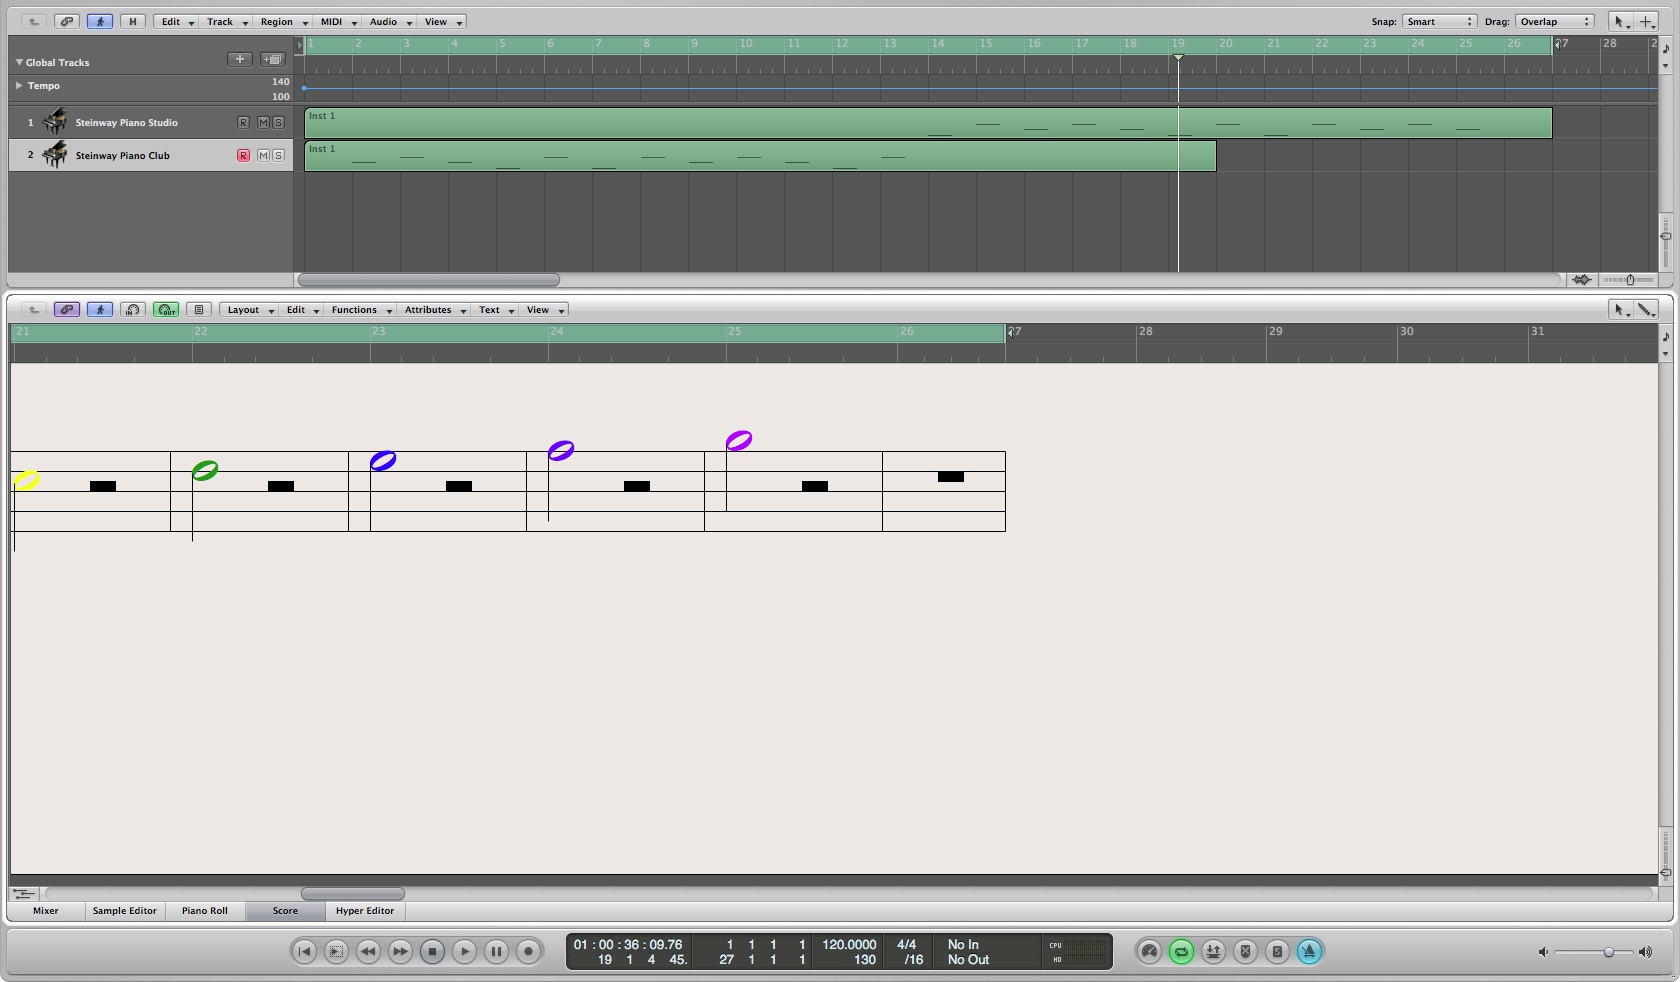 H Edit Track Region MIDI Audio View Snap: Smart Drag: Overlap
1 2 3 4 5 6 7 8 9 10 11 12 13 14 15 16 17 18 19 20 21 22 23 24 25 26 27 28 2
Global Tracks
Tempo 140
100
1 Steinway Piano Studio R M S Inst 1
2 Steinway Piano Club R M S Inst 1
IN OUT Layout Edit Functions Attributes Text View
21 22 23 24 25 26 27 28 29 30 31
Mixer Sample Editor Piano Roll Score Hyper Editor
01 : 00 : 36 : 09.76 1 1 1 1 120.0000 4/4 No In CPU
19 1 4 45. 27 1 1 1 130 /16 No Out HD
S